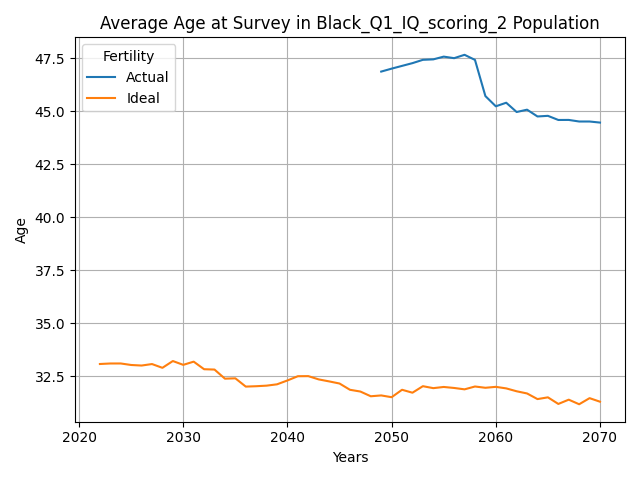 Average Age at Survey in Black_Q1_IQ_scoring_2 Population
Fertility
Actual
Ideal
47.5
45.0
42.5
40.0
37.5
35.0
32.5
Age
2020
2030
2040
2050
2060
2070
Years